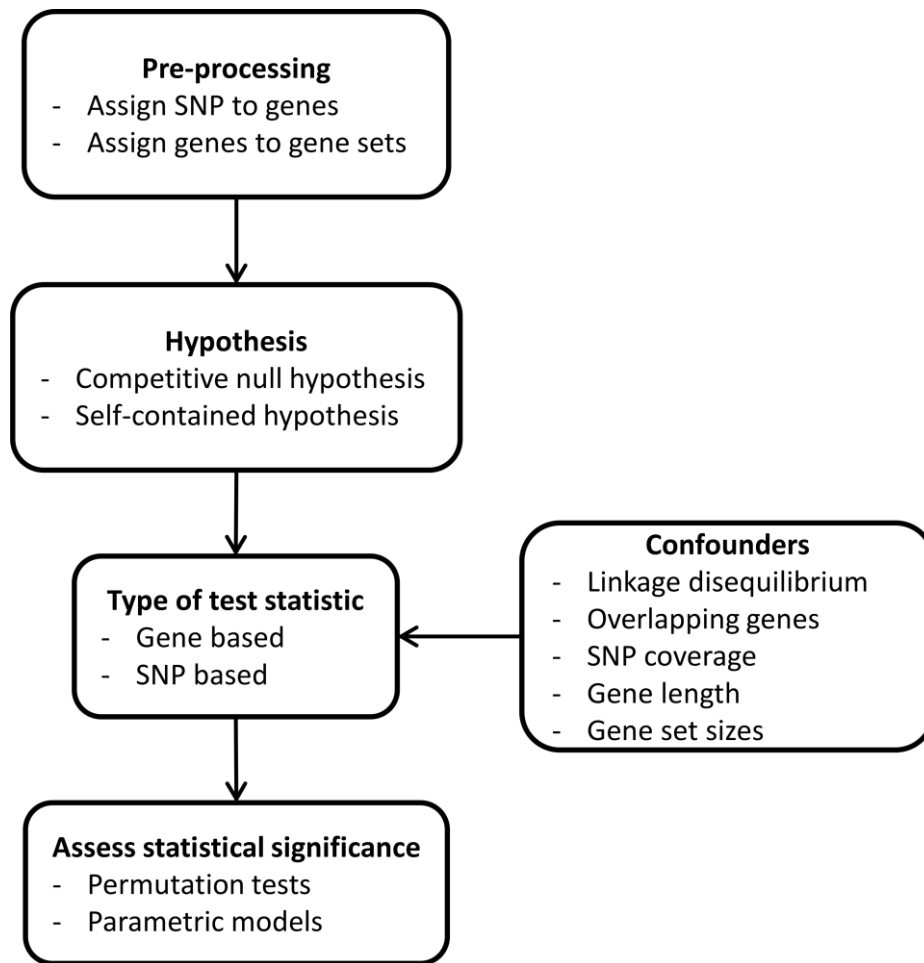 Pre-processing
- Assign SNP to genes
- Assign genes to gene sets
Hypothesis
- Competitive null hypothesis
- Self-contained hypothesis
Type of test statistic
- Gene based
- SNP based
Confounders
- Linkage disequilibrium
- Overlapping genes
- SNP coverage
- Gene length
- Gene set sizes
Assess statistical significance
- Permutation tests
- Parametric models